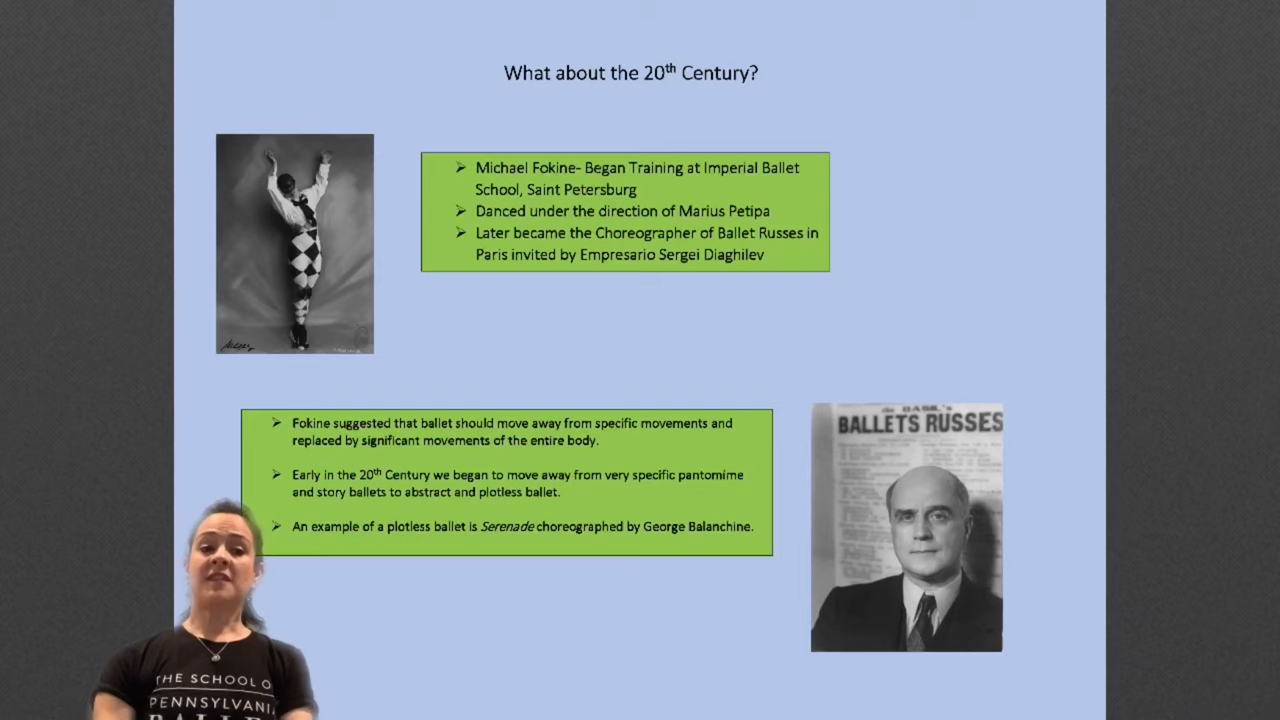 What about the 20th Century?
➢ Michael Fokine- Began Training at Imperial Ballet
School, Saint Petersburg
➢ Danced under the direction of Marius Petipa
➢ Later became the Choreographer of Ballet Russes in
Paris invited by Empresario Sergei Diaghilev
➢ Fokine suggested that ballet should move away from specific movements and
replaced by significant movements of the entire body.
➢ Early in the 20th Century we began to move away from very specific pantomime
and story ballets to abstract and plotless ballet.
➢ An example of a plotless ballet is Serenade choreographed by George Balanchine.
BALLETS RUSSES
THE SCHOOL O
PENNSYLVANI